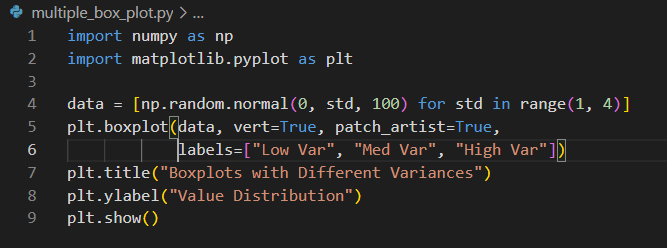 multiple_box_plot.py > ...
1 import numpy as np
2 import matplotlib.pyplot as plt
3
4 data = [np.random.normal(0, std, 100) for std in range(1, 4)]
5 plt.boxplot(data, vert=True, patch_artist=True,
6             labels=["Low Var", "Med Var", "High Var"])
7 plt.title("Boxplots with Different Variances")
8 plt.ylabel("Value Distribution")
9 plt.show()